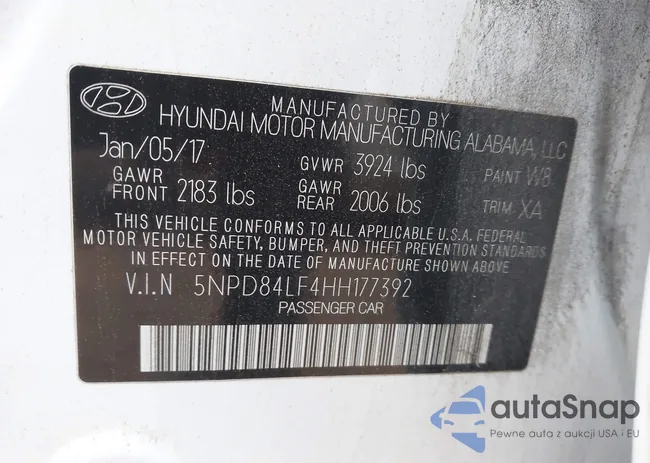 MANUFACTURED BY
HYUNDAI MOTOR MANUFACTURING ALABAMA, LLC
Jan/05/17 GVWR 3924 lbs PAINT W8
GAWR FRONT 2183 lbs GAWR REAR 2006 lbs TRIM XA
THIS VEHICLE CONFORMS TO ALL APPLICABLE U.S.A. FEDERAL
MOTOR VEHICLE SAFETY, BUMPER, AND THEFT PREVENTION STANDARDS
IN EFFECT ON THE DATE OF MANUFACTURE SHOWN ABOVE.
V.I.N 5NPD84LF4HH177392
PASSENGER CAR
autaSnap
Pewne auta z aukcji USA i EU